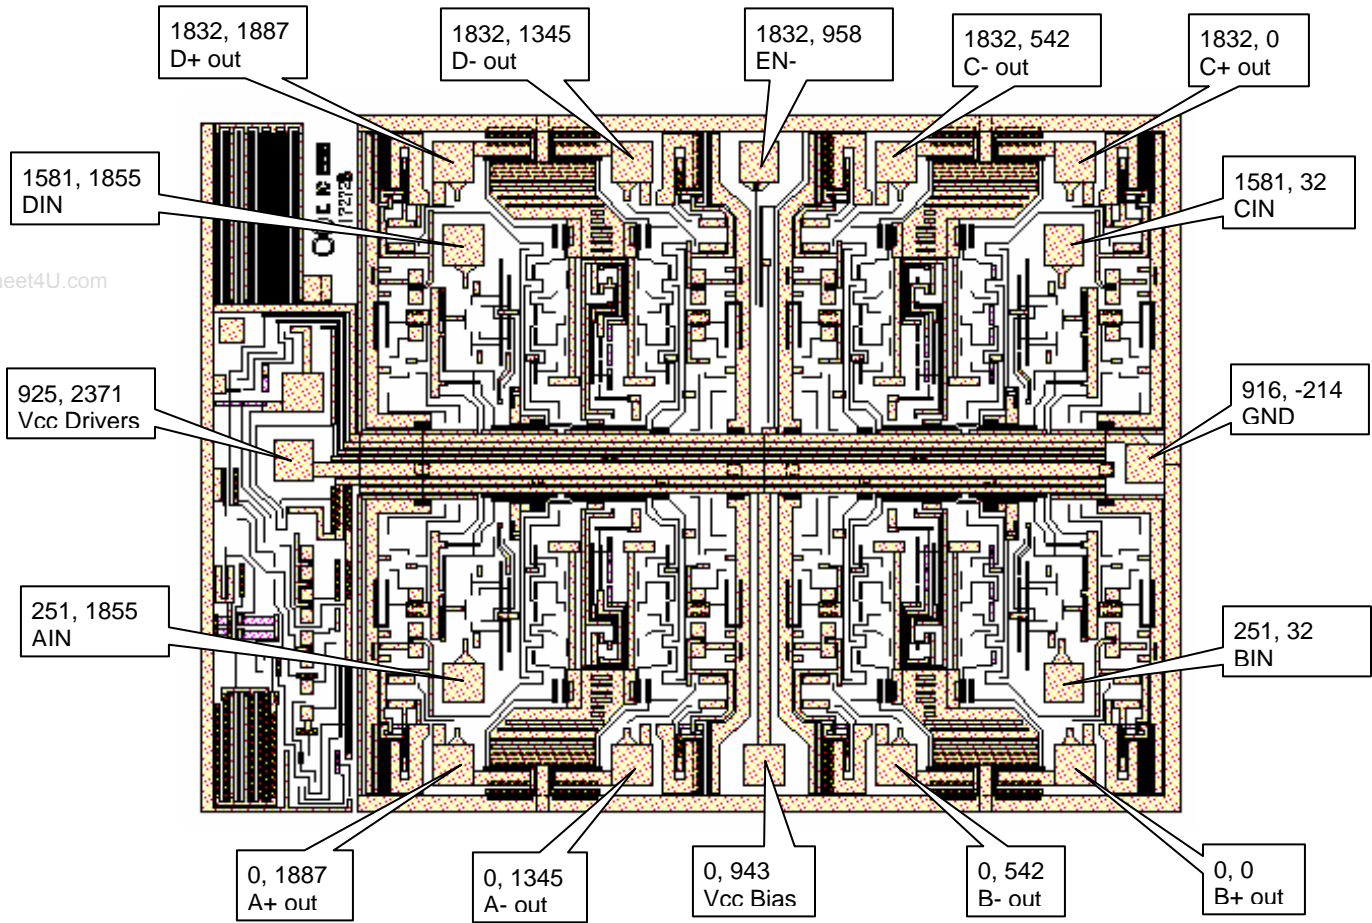 1832, 1887
D+ out
1832, 1345
D- out
1832, 958
EN-
1832, 542
C- out
1832, 0
C+ out
1581, 1855
DIN
1581, 32
CIN
neet4U.com
925, 2371
Vcc Drivers
916, -214
GND
251, 1855
AIN
251, 32
BIN
0, 1887
A+ out
0, 1345
A- out
0, 943
Vcc Bias
0, 542
B- out
0, 0
B+ out